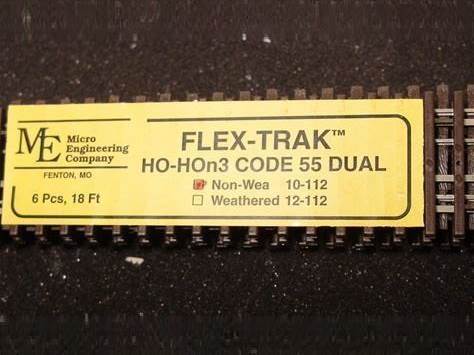 ME Micro
Engineering
Company
FENTON, MO
6 Pcs, 18 Ft
FLEX-TRAK™
HO-HOn3 CODE 55 DUAL
Non-Wea 10-112
Weathered 12-112